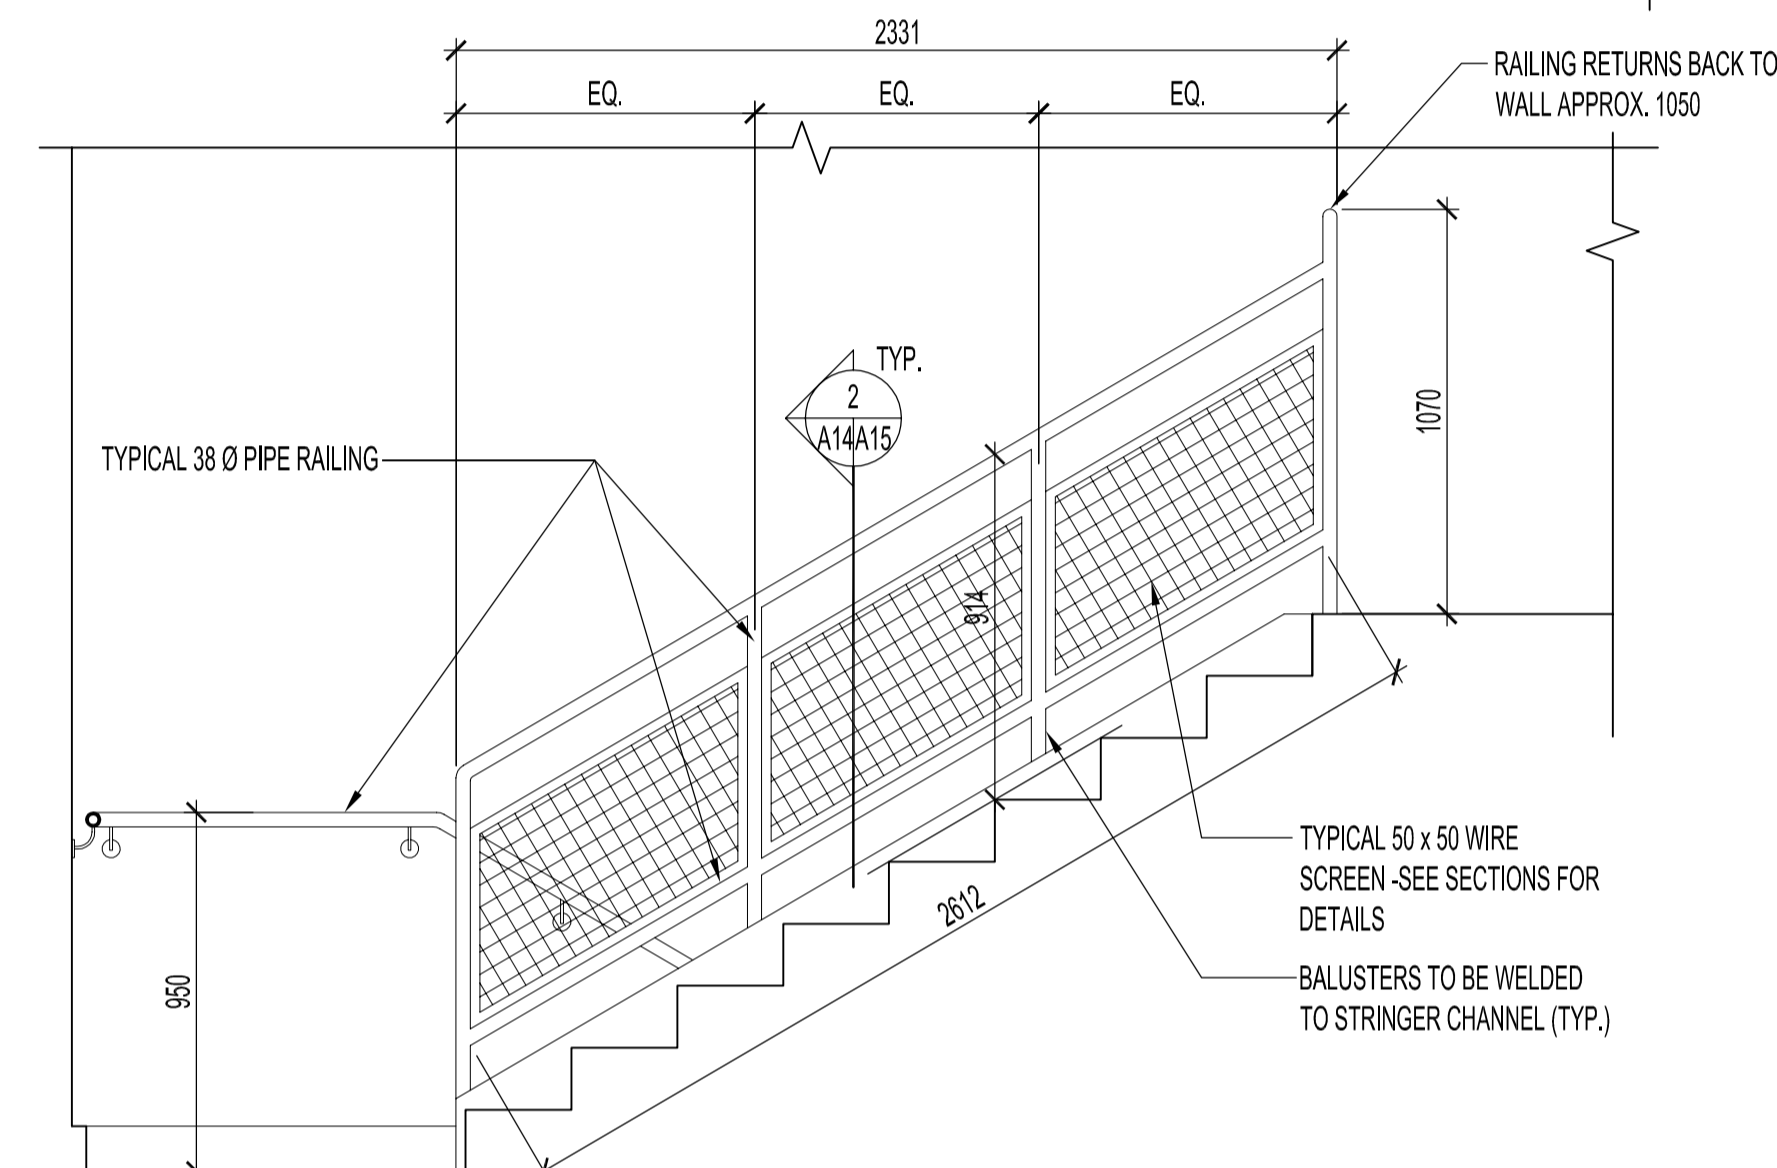 2331
RAILING RETURNS BACK TO
WALL APPROX. 1050
EQ.
EQ.
EQ.
TYP.
2
A14 A15
1070
TYPICAL 38 Ø PIPE RAILING
914
TYPICAL 50 x 50 WIRE
SCREEN -SEE SECTIONS FOR
DETAILS
2612
950
BALUSTERS TO BE WELDED
TO STRINGER CHANNEL (TYP.)